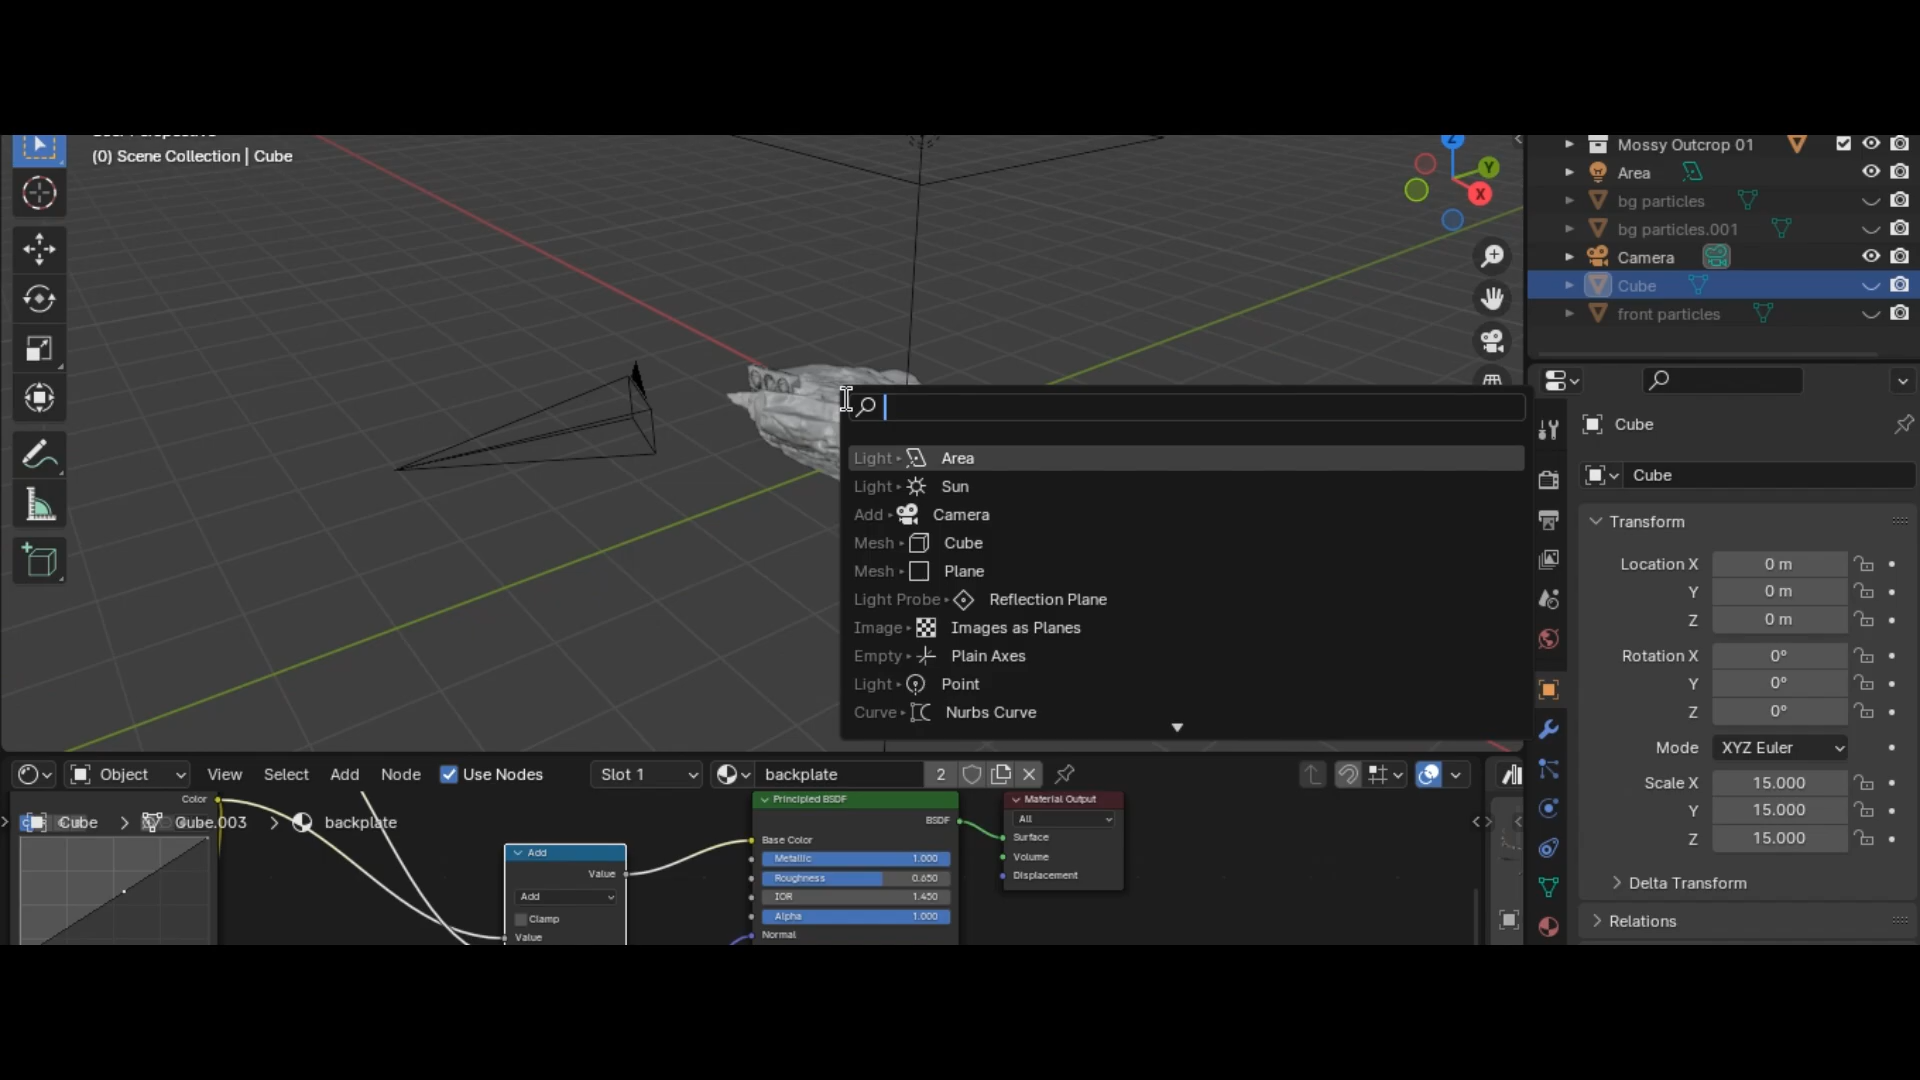 (0) Scene Collection | Cube
Z
Y
X
Mossy Outcrop 01
Area
bg particles
bg particles.001
Camera
Cube
front particles
Light
Area
Light
Sun
Add
Camera
Mesh
Cube
Mesh
Plane
Light Probe
Reflection Plane
Image
Images as Planes
Empty
Plain Axes
Light
Point
Curve
Nurbs Curve
Cube
Cube
Transform
Location X 0 m
Y 0 m
Z 0 m
Rotation X 0°
Y 0°
Z 0°
Mode XYZ Euler
Scale X 15.000
Y 15.000
Z 15.000
Delta Transform
Relations
Object
View
Select
Add
Node
Use Nodes
Slot 1
backplate
2
Color
Cube
Cube.003
backplate
Add
Value
Add
Clamp
Value
Principled BSDF
BSDF
Base Color
Metallic 1.000
Roughness 0.650
IOR 1.450
Alpha 1.000
Normal
Material Output
All
Surface
Volume
Displacement